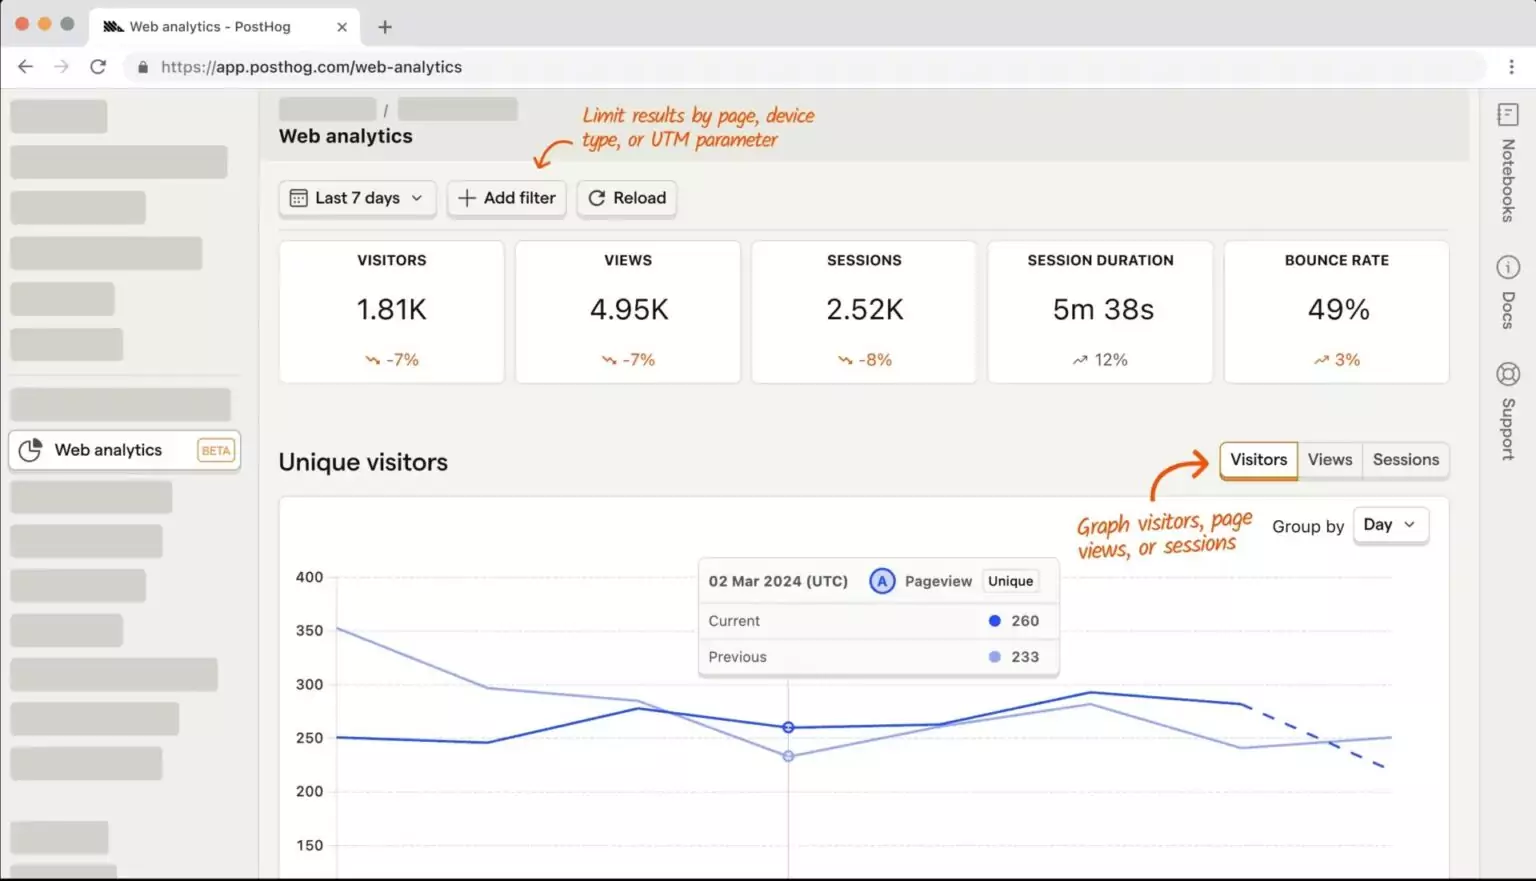 Web analytics - PostHog
https://app.posthog.com/web-analytics
/
Web analytics
Limit results by page, device
type, or UTM parameter
Last 7 days
Add filter
Reload
VISITORS
1.81K
-7%
VIEWS
4.95K
-7%
SESSIONS
2.52K
-8%
SESSION DURATION
5m 38s
12%
BOUNCE RATE
49%
3%
Web analytics BETA
Unique visitors
Visitors Views Sessions
Graph visitors, page
views, or sessions
Group by Day
02 Mar 2024 (UTC) A Pageview Unique
Current 260
Previous 233
400
350
300
250
200
150
Notebooks
Docs
Support